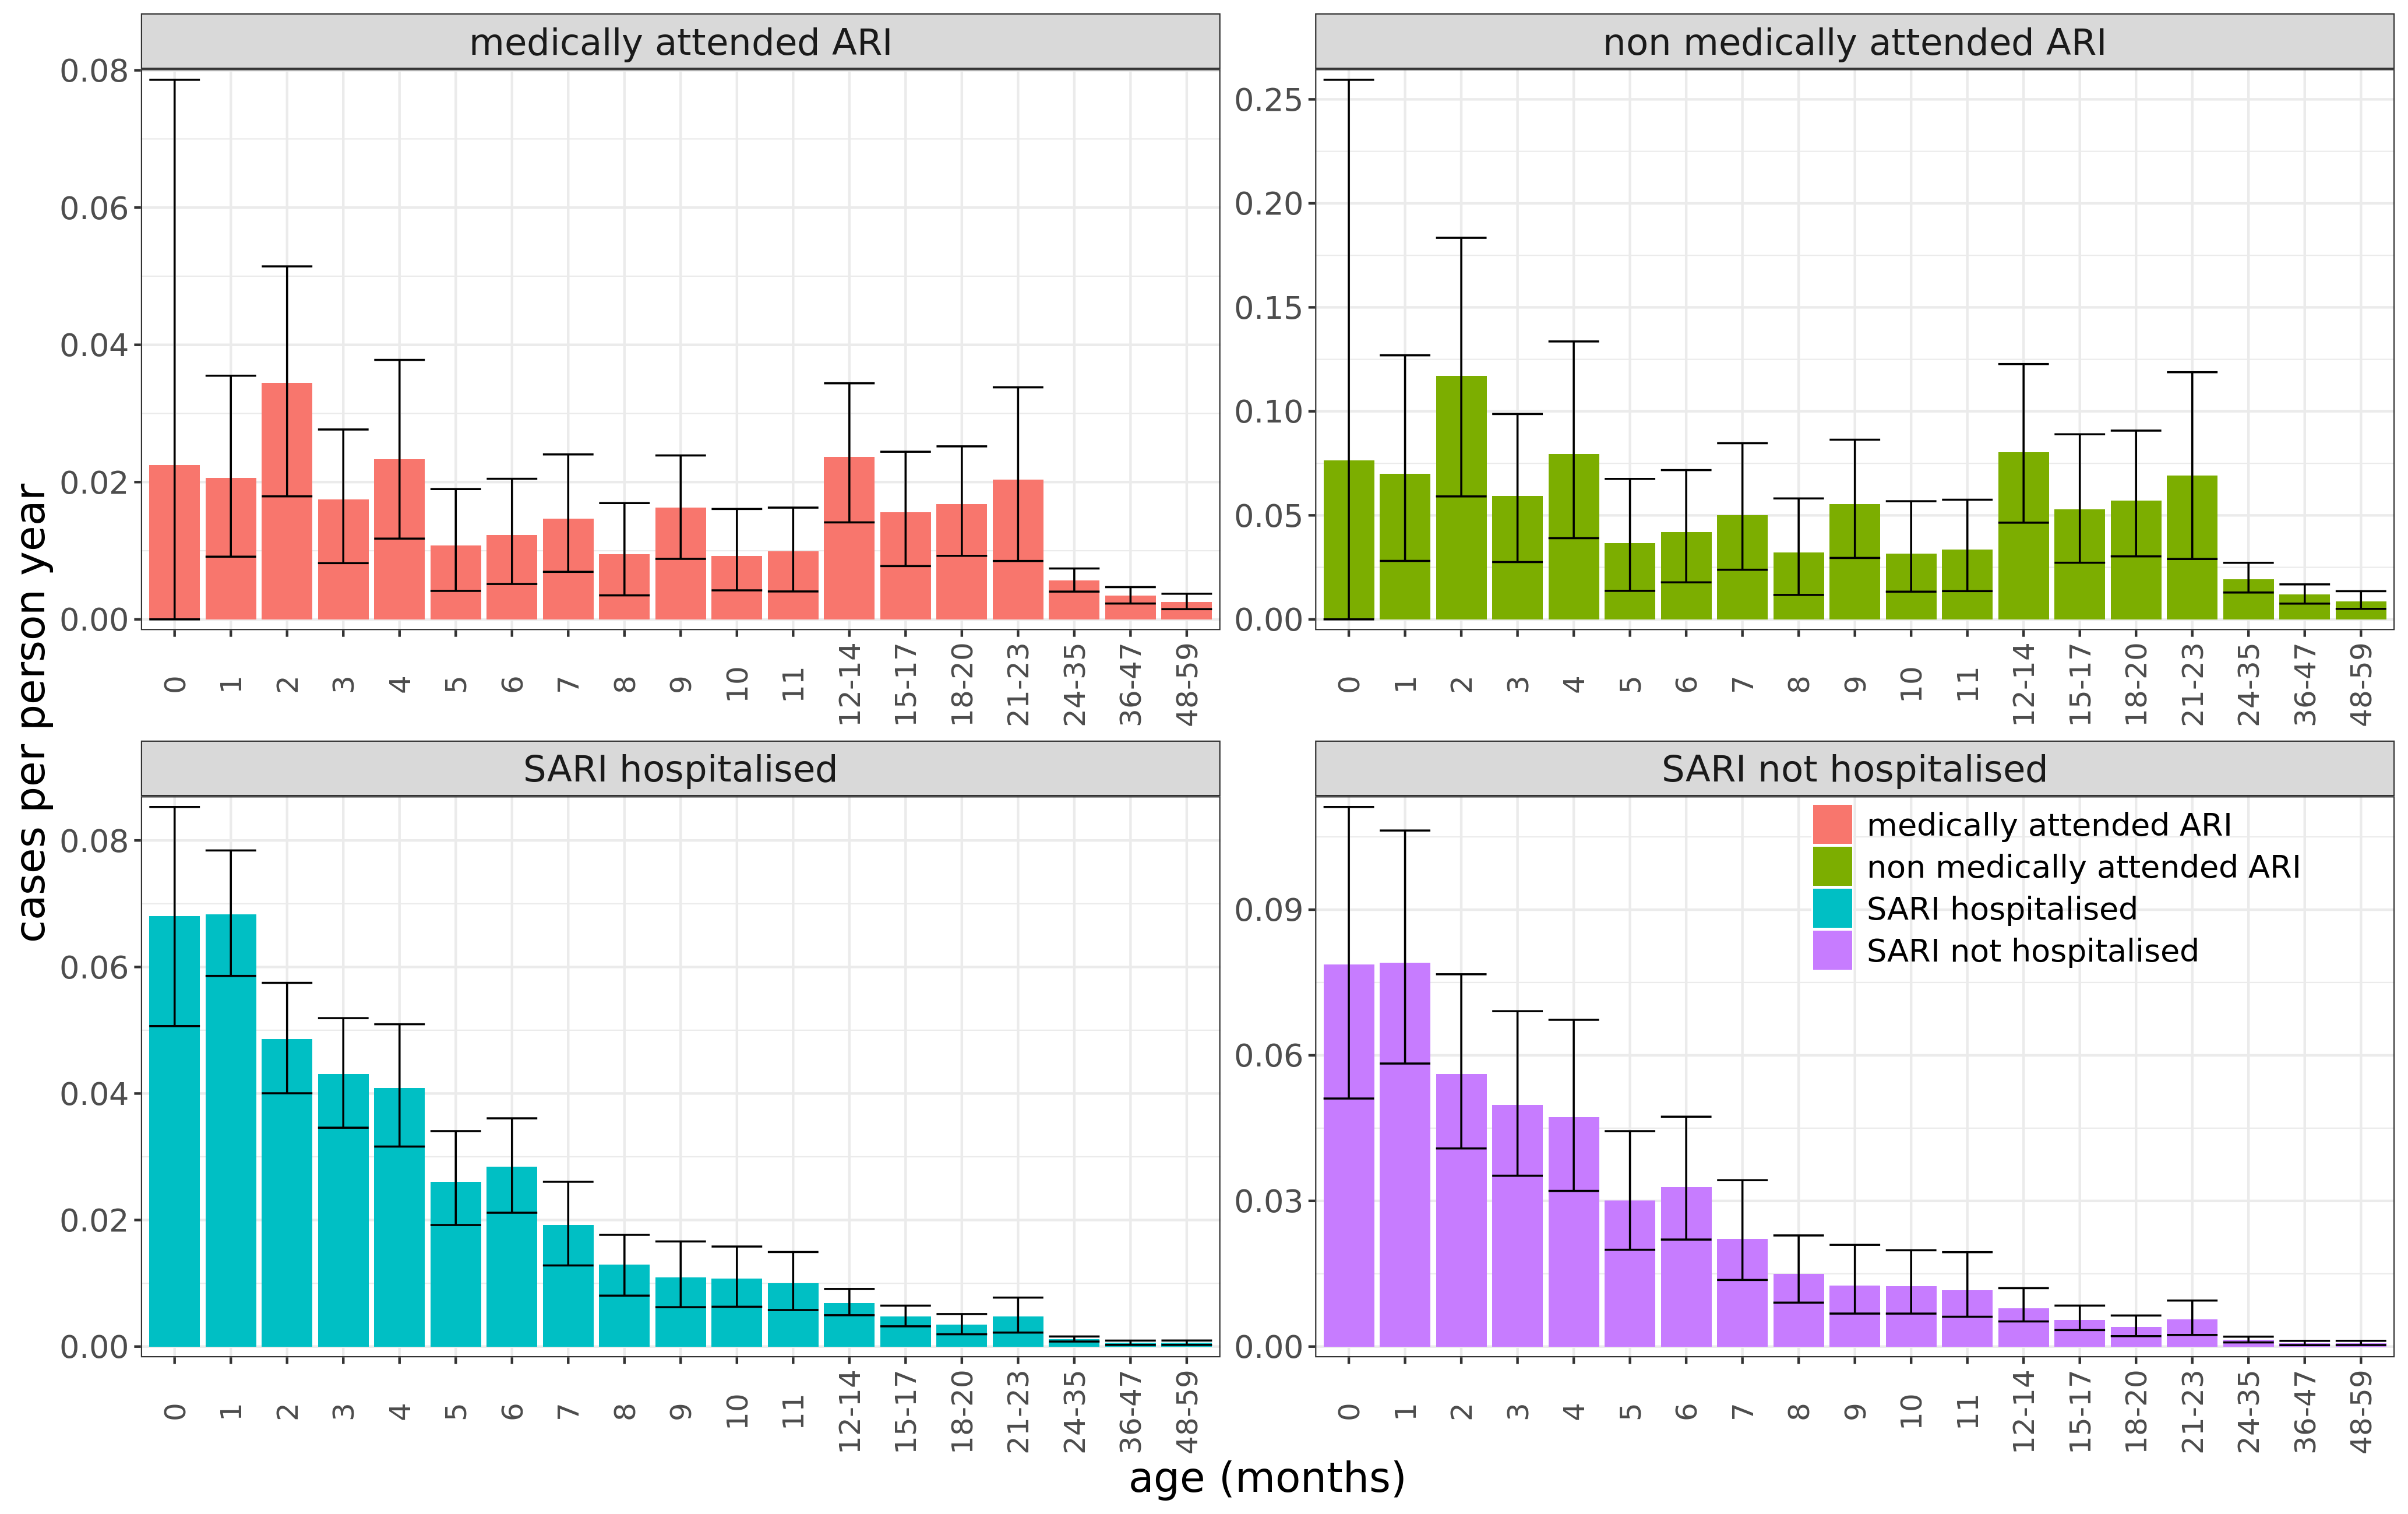 medically attended ARI
non medically attended ARI
0.08
0.06
0.04
0.02
0.00
0.25
0.20
0.15
0.10
0.05
0.00
0 1 2 3 4 5 6 7 8 9 10 11 12-14 15-17 18-20 21-23 24-35 36-47 48-59
0 1 2 3 4 5 6 7 8 9 10 11 12-14 15-17 18-20 21-23 24-35 36-47 48-59
cases per person year
SARI hospitalised
SARI not hospitalised
0.08
0.06
0.04
0.02
0.00
0.09
0.06
0.03
0.00
medically attended ARI
non medically attended ARI
SARI hospitalised
SARI not hospitalised
0 1 2 3 4 5 6 7 8 9 10 11 12-14 15-17 18-20 21-23 24-35 36-47 48-59
0 1 2 3 4 5 6 7 8 9 10 11 12-14 15-17 18-20 21-23 24-35 36-47 48-59
age (months)